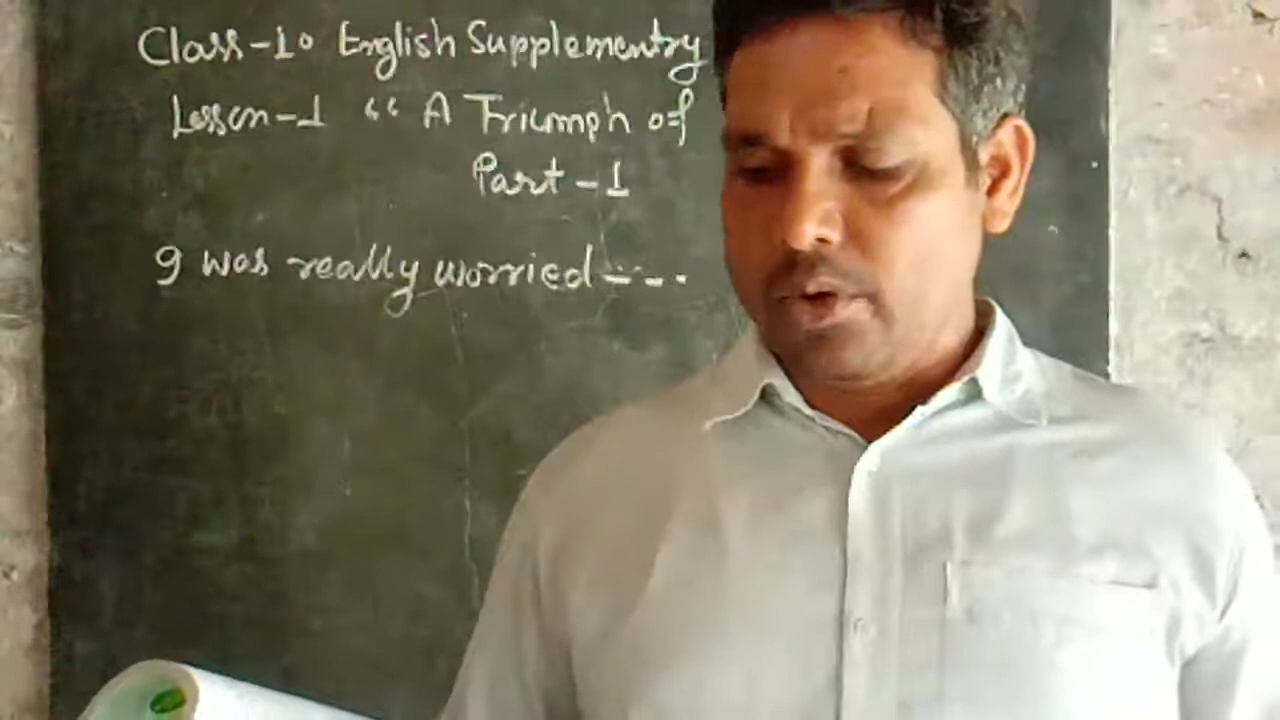 Class-10 English Supplementry
Lesson-1 “ A Triumph of
Part-1
I was really worried----